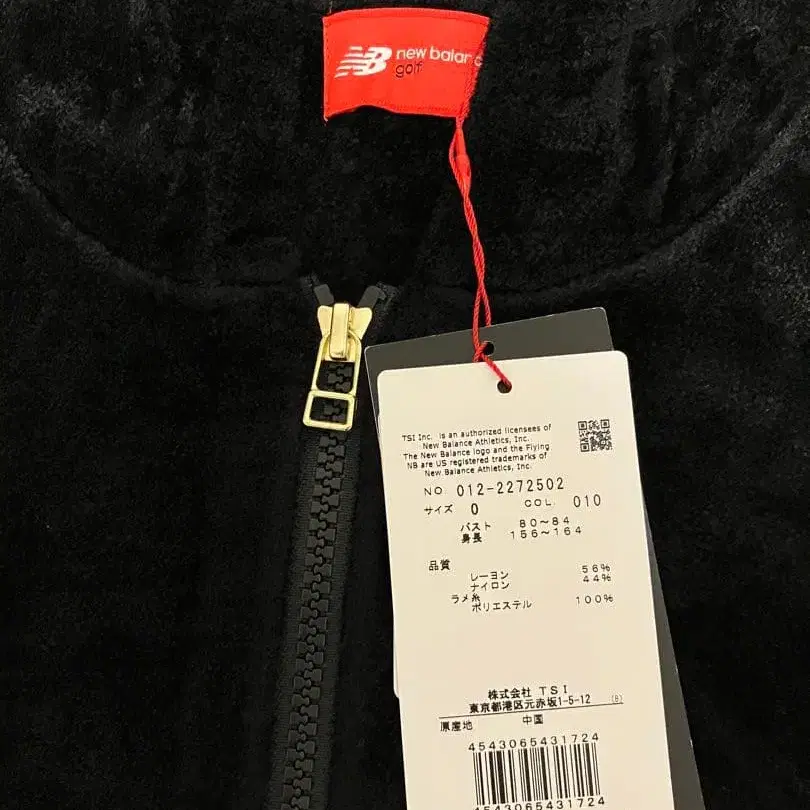 NB new balanc
golf
TSI Inc. is an authorized licensees of
New Balance Athletics, Inc.
The New Balance logo and the Flying
NB are US registered trademarks of
New Balance Athletics, Inc.
NO. 012-2272502
サイズ 0 COL. 010
バスト 80～84
身長 156～164
品質
レーヨン 56%
ナイロン 44%
ラメ糸
ポリエステル 100%
株式会社 TSI
東京都港区元赤坂1-5-12 (B)
原産地 中国
4543065431724
4543065431724